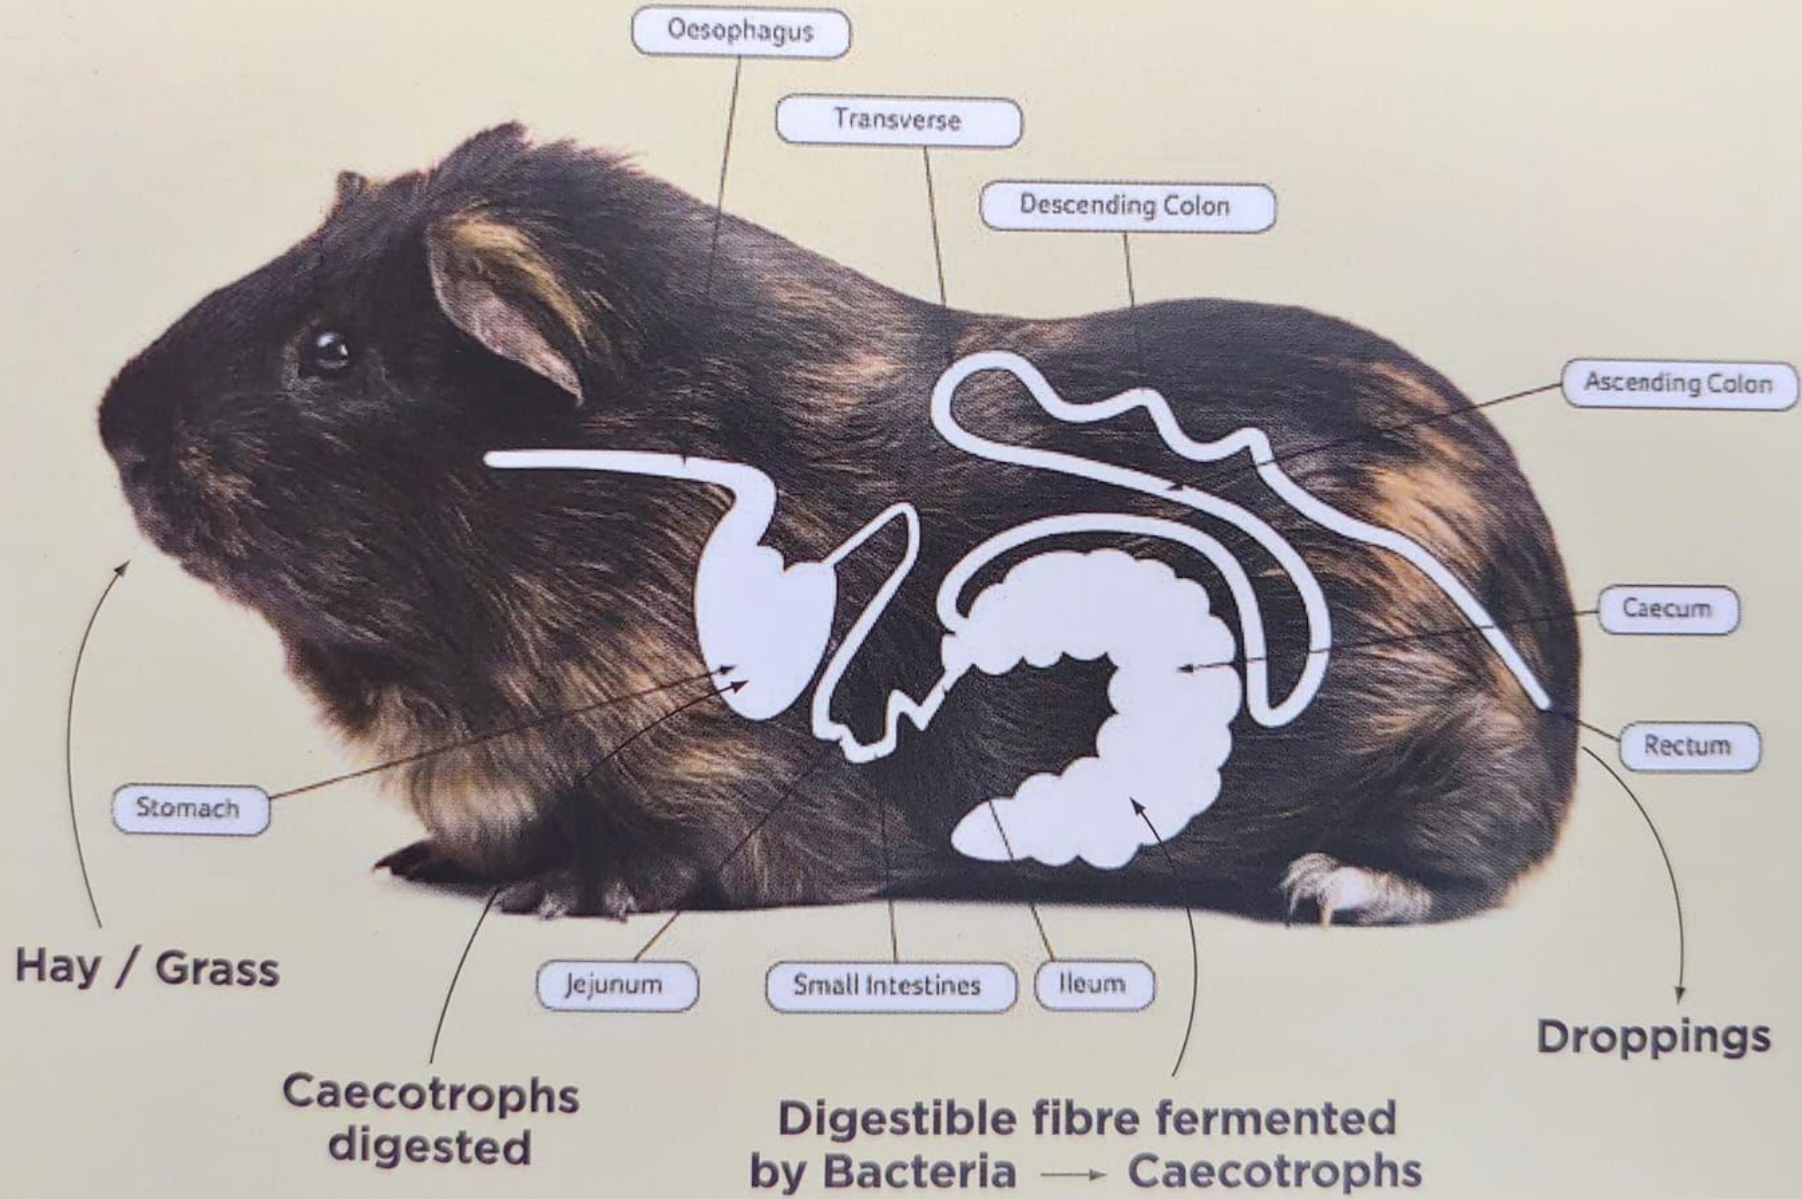 Oesophagus
Transverse
Descending Colon
Ascending Colon
Caecum
Rectum
Stomach
Hay / Grass
Jejunum
Small Intestines
Ileum
Droppings
Caecotrophs
digested
Digestible fibre fermented
by Bacteria → Caecotrophs